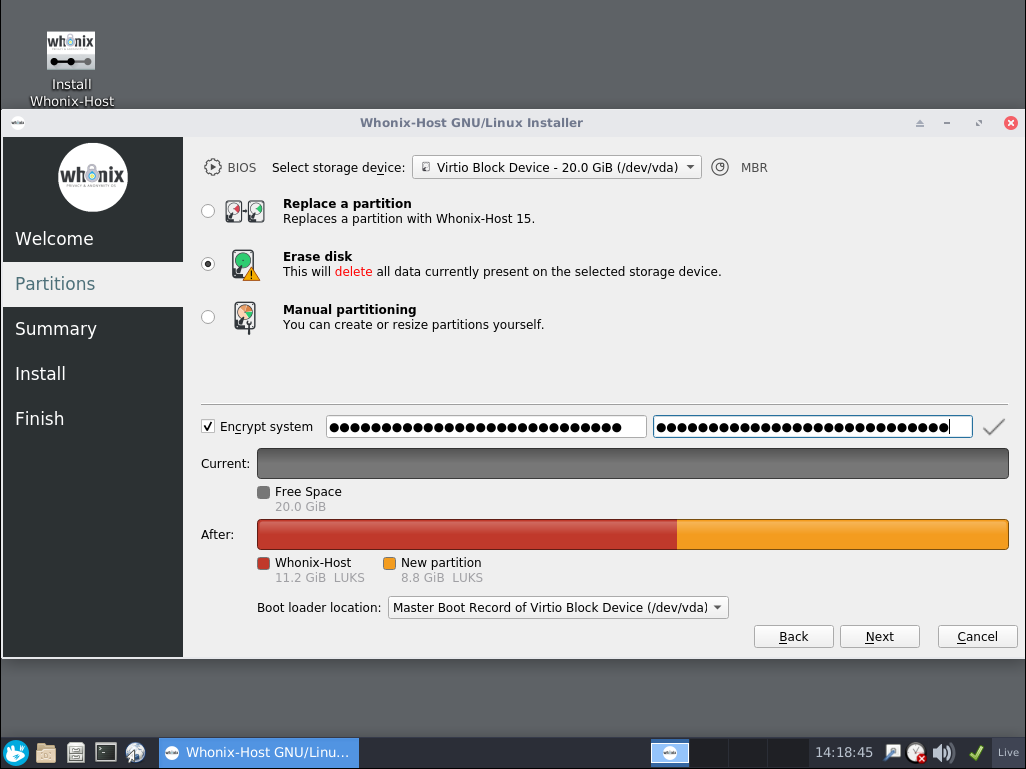 whonix
Install
Whonix-Host
Whonix-Host GNU/Linux Installer
whonix
Welcome
Partitions
Summary
Install
Finish
BIOS
Select storage device:
Virtio Block Device - 20.0 GiB (/dev/vda)
MBR
Replace a partition
Replaces a partition with Whonix-Host 15.
Erase disk
This will delete all data currently present on the selected storage device.
Manual partitioning
You can create or resize partitions yourself.
Encrypt system
Current:
Free Space
20.0 GiB
After:
Whonix-Host
11.2 GiB LUKS
New partition
8.8 GiB LUKS
Boot loader location:
Master Boot Record of Virtio Block Device (/dev/vda)
Back
Next
Cancel
Whonix-Host GNU/Linu...
14:18:45
Live